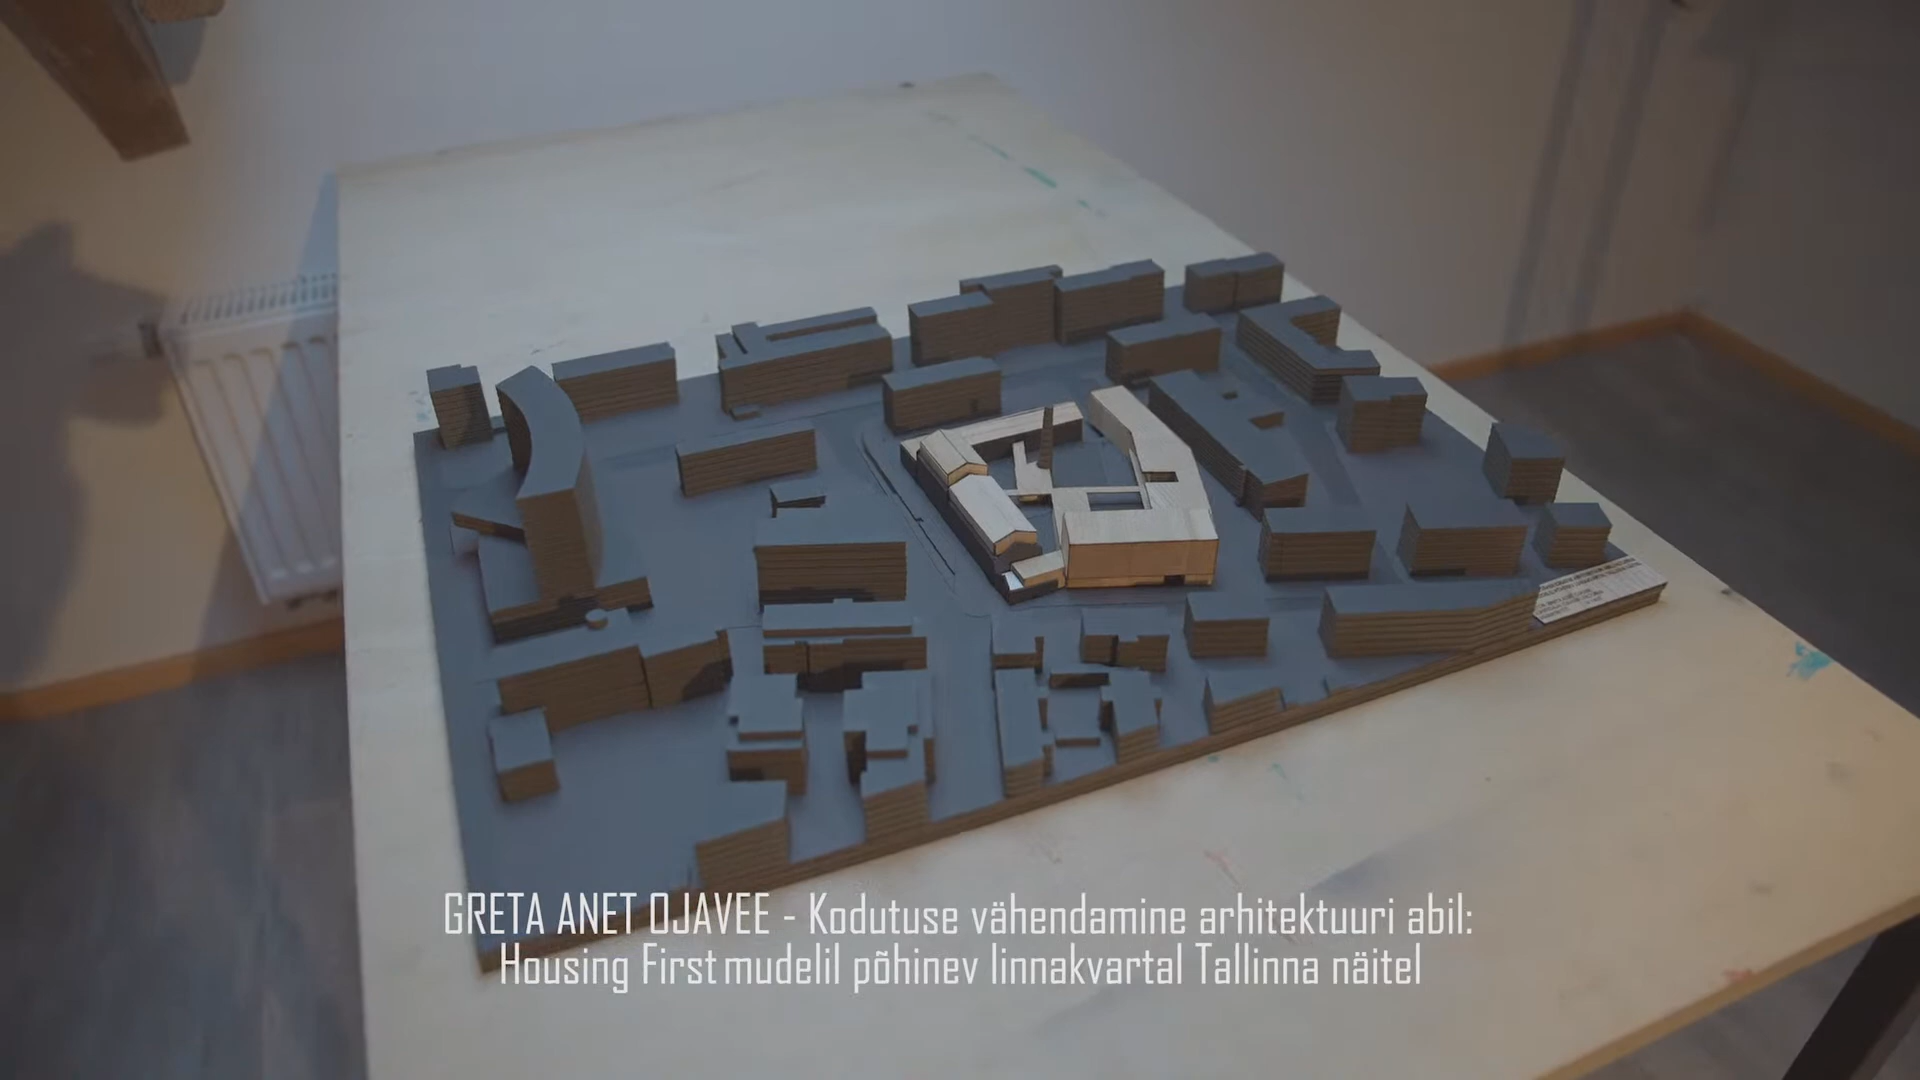 GRETA ANET OJAVEE - Kodutuse vähendamine arhitektuuri abil:
Housing First mudelil põhinev linnakvartal Tallinna näitel